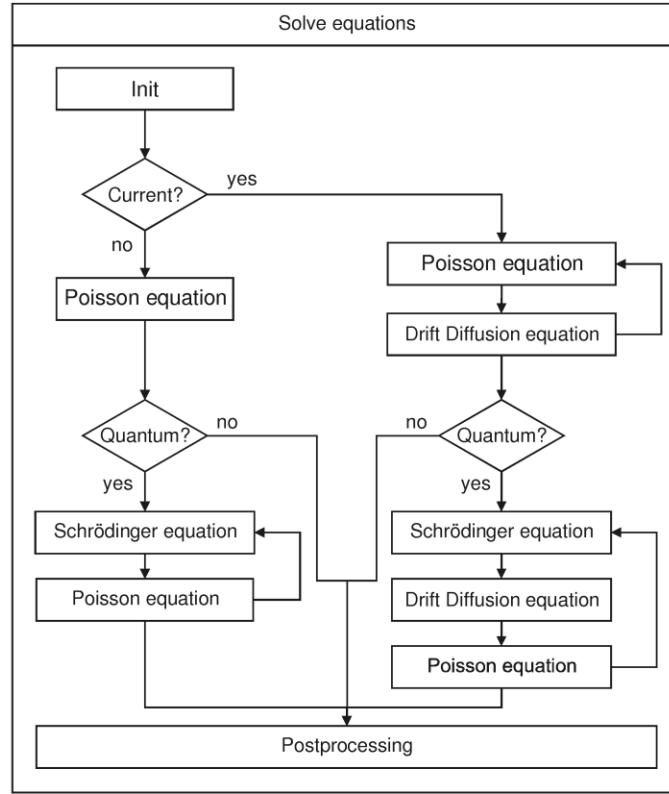 Solve equations
Init
Current?
yes
no
Poisson equation
Poisson equation
Drift Diffusion equation
Quantum?
no
yes
Schrödinger equation
Poisson equation
no
Quantum?
yes
Schrödinger equation
Drift Diffusion equation
Poisson equation
Postprocessing